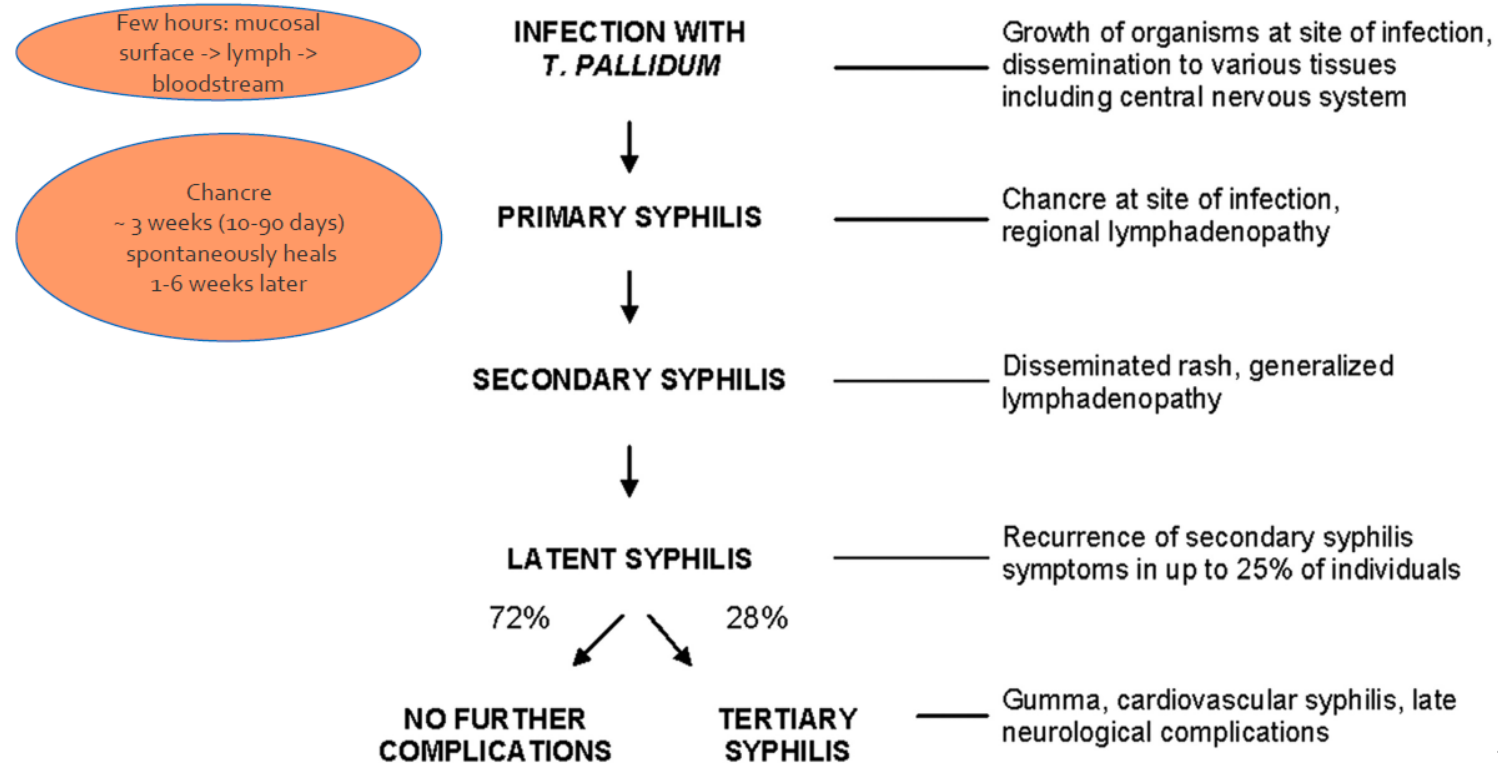 Few hours: mucosal
surface -> lymph ->
bloodstream
INFECTION WITH
T. PALLIDUM
Growth of organisms at site of infection,
dissemination to various tissues
including central nervous system
Chancre
~ 3 weeks (10-90 days)
spontaneously heals
1-6 weeks later
PRIMARY SYPHILIS
Chancre at site of infection,
regional lymphadenopathy
SECONDARY SYPHILIS
Disseminated rash, generalized
lymphadenopathy
LATENT SYPHILIS
Recurrence of secondary syphilis
symptoms in up to 25% of individuals
72%
28%
NO FURTHER
COMPLICATIONS
TERTIARY
SYPHILIS
Gumma, cardiovascular syphilis, late
neurological complications